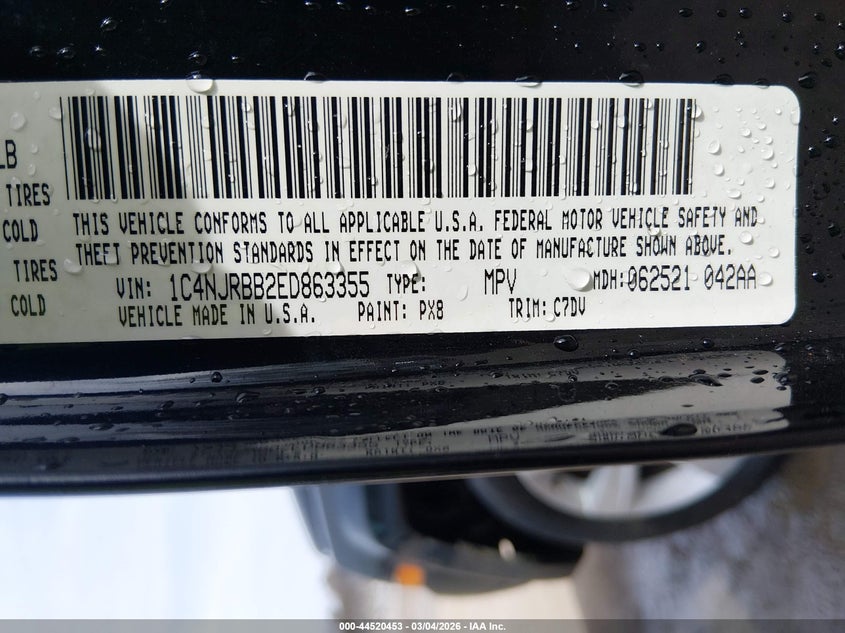 LB
TIRES
COLD
TIRES
COLD
THIS VEHICLE CONFORMS TO ALL APPLICABLE U.S.A. FEDERAL MOTOR VEHICLE SAFETY AND
THEFT PREVENTION STANDARDS IN EFFECT ON THE DATE OF MANUFACTURE SHOWN ABOVE.
VIN: 1C4NJRBB2ED863355 TYPE: MPV MDH:062521 042AA
VEHICLE MADE IN U.S.A. PAINT: PX8 TRIM: C7DV
000-44520453 - 03/04/2026 - IAA Inc.